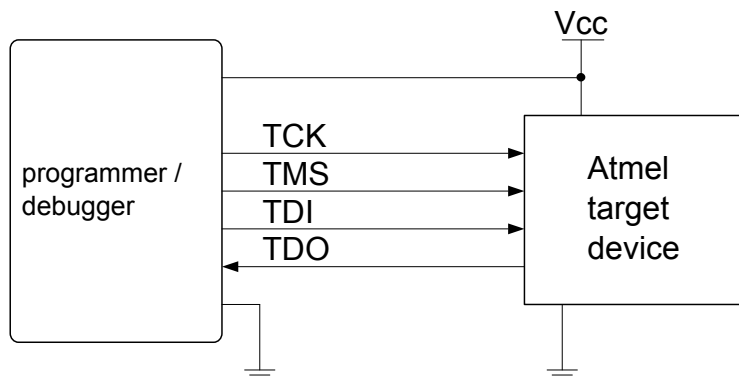 Vcc
programmer /
debugger
TCK
TMS
TDI
TDO
Atmel
target
device